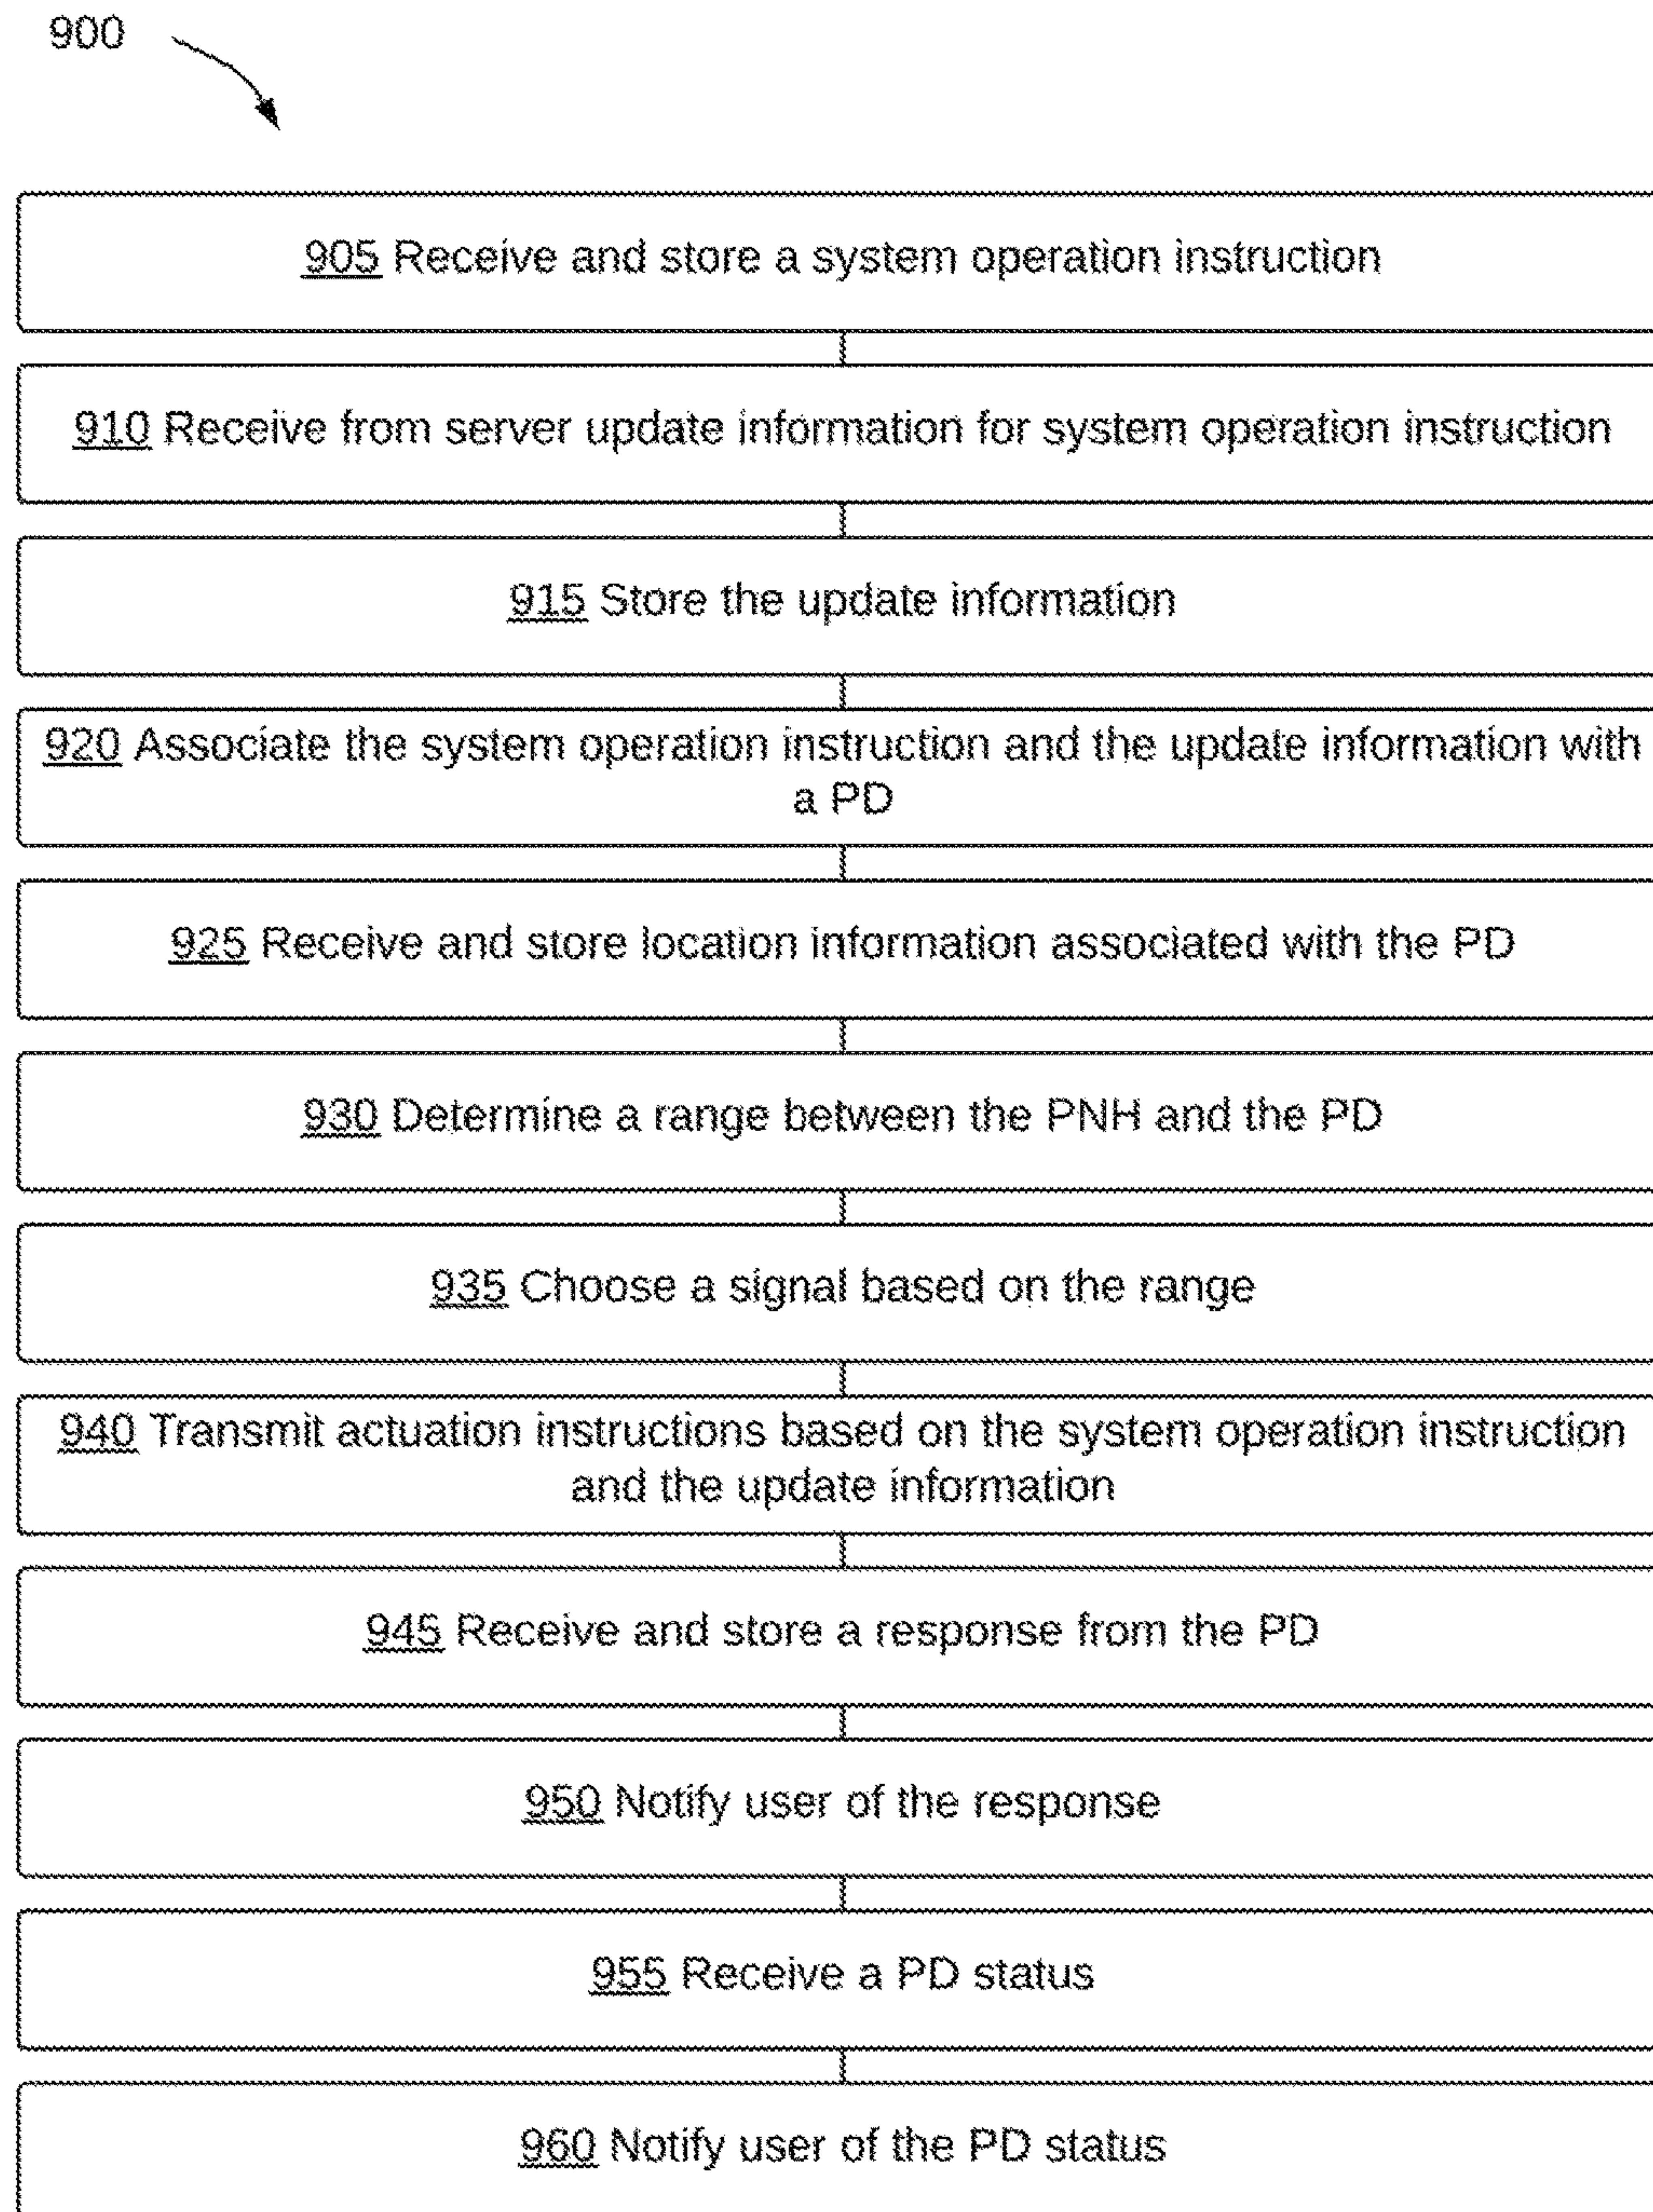 900
905 Receive and store a system operation instruction
910 Receive from server update information for system operation instruction
915 Store the update information
920 Associate the system operation instruction and the update information with
a PD
925 Receive and store location information associated with the PD
930 Determine a range between the PNH and the PD
935 Choose a signal based on the range
940 Transmit actuation instructions based on the system operation instruction
and the update information
945 Receive and store a response from the PD
950 Notify user of the response
955 Receive a PD status
960 Notify user of the PD status